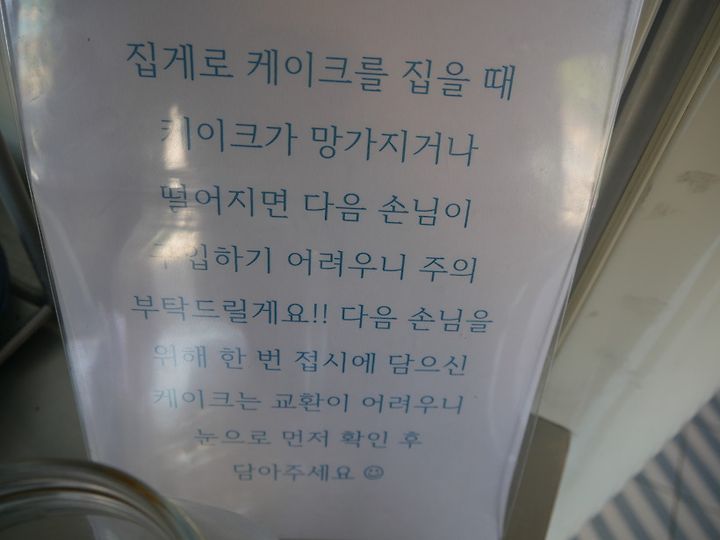 집게로 케이크를 집을 때
케이크가 망가지거나
떨어지면 다음 손님이
구입하기 어려우니 주의
부탁드릴게요!! 다음 손님을
위해 한 번 접시에 담으신
케이크는 교환이 어려우니
눈으로 먼저 확인 후
담아주세요 ☺